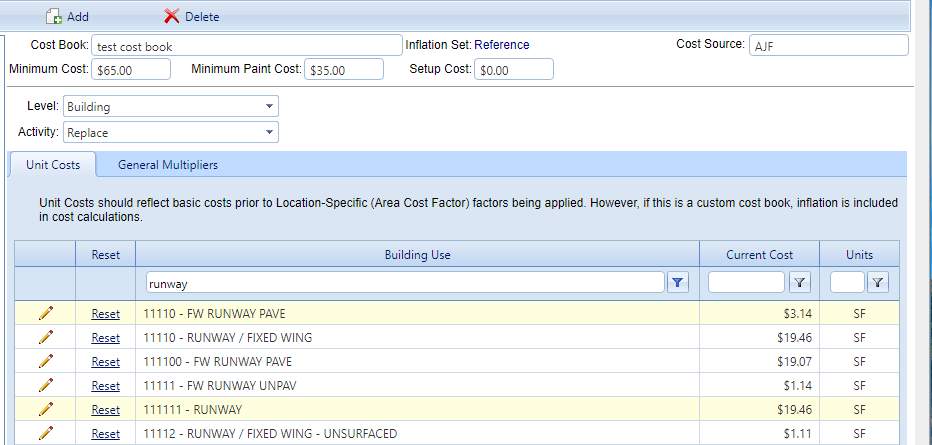 Add Delete
Cost Book: test cost book Inflation Set: Reference Cost Source: AJF
Minimum Cost: $65.00 Minimum Paint Cost: $35.00 Setup Cost: $0.00
Level: Building
Activity: Replace
Unit Costs General Multipliers
Unit Costs should reflect basic costs prior to Location-Specific (Area Cost Factor) factors being applied. However, if this is a custom cost book, inflation is included
in cost calculations.
Reset Building Use Current Cost Units
runway
Reset 11110 - FW RUNWAY PAVE $3.14 SF
Reset 11110 - RUNWAY / FIXED WING $19.46 SF
Reset 111100 - FW RUNWAY PAVE $19.07 SF
Reset 11111 - FW RUNWAY UNPAV $1.14 SF
Reset 111111 - RUNWAY $19.46 SF
Reset 11112 - RUNWAY / FIXED WING - UNSURFACED $1.11 SF